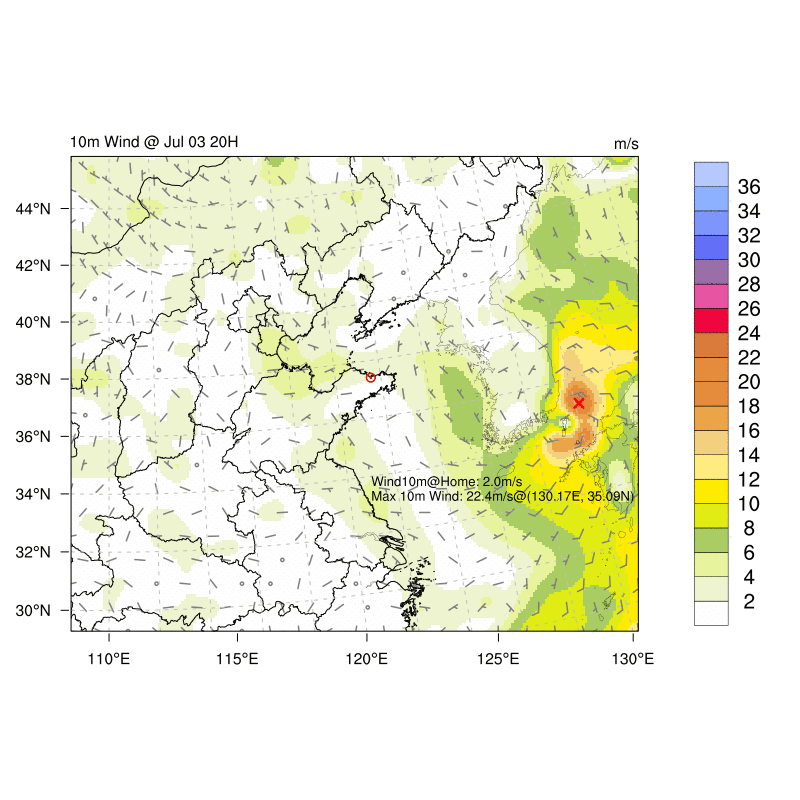 10m Wind @ Jul 03 20H
m/s
44°N
42°N
40°N
38°N
36°N
34°N
32°N
30°N
110°E
115°E
120°E
125°E
130°E
Wind10m@Home: 2.0m/s
Max 10m Wind: 22.4m/s@(130.17E, 35.09N)
36
34
32
30
28
26
24
22
20
18
16
14
12
10
8
6
4
2